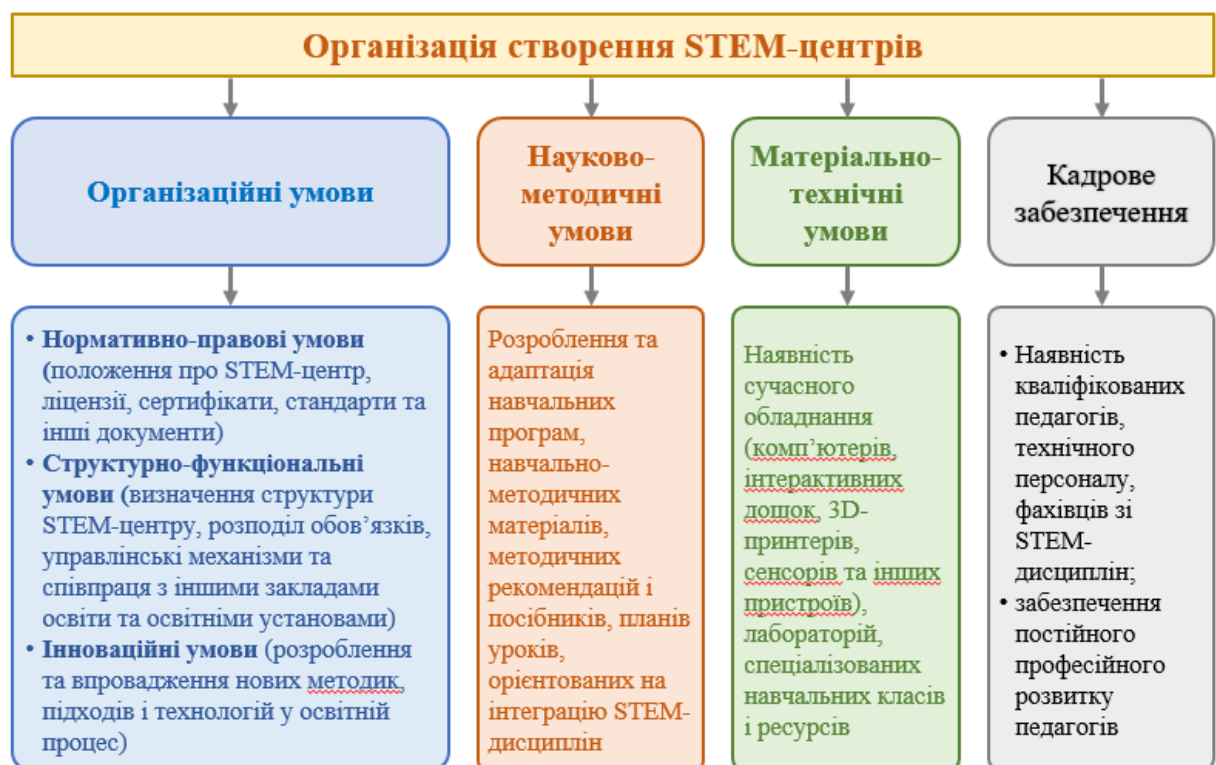 Організація створення STEM-центрів
Організаційні умови
Науково-
методичні
умови
Матеріально-
технічні
умови
Кадрове
забезпечення
• Нормативно-правові умови
(положення про STEM-центр,
ліцензії, сертифікати, стандарти та
інші документи)
• Структурно-функціональні
умови (визначення структури
STEM-центру, розподіл обов’язків,
управлінські механізми та
співпраця з іншими закладами
освіти та освітніми установами)
• Інноваційні умови (розроблення
та впровадження нових методик,
підходів і технологій у освітній
процес)
Розроблення та
адаптація
навчальних
програм,
навчально-
методичних
матеріалів,
методичних
рекомендацій і
посібників, планів
уроків,
орієнтованих на
інтеграцію STEM-
дисциплін
Наявність
сучасного
обладнання
(комп’ютерів,
інтерактивних
дошок, 3D-
принтерів,
сенсорів та інших
пристроїв),
лабораторій,
спеціалізованих
навчальних класів
і ресурсів
• Наявність
кваліфікованих
педагогів,
технічного
персоналу,
фахівців зі
STEM-
дисциплін;
• забезпечення
постійного
професійного
розвитку
педагогів